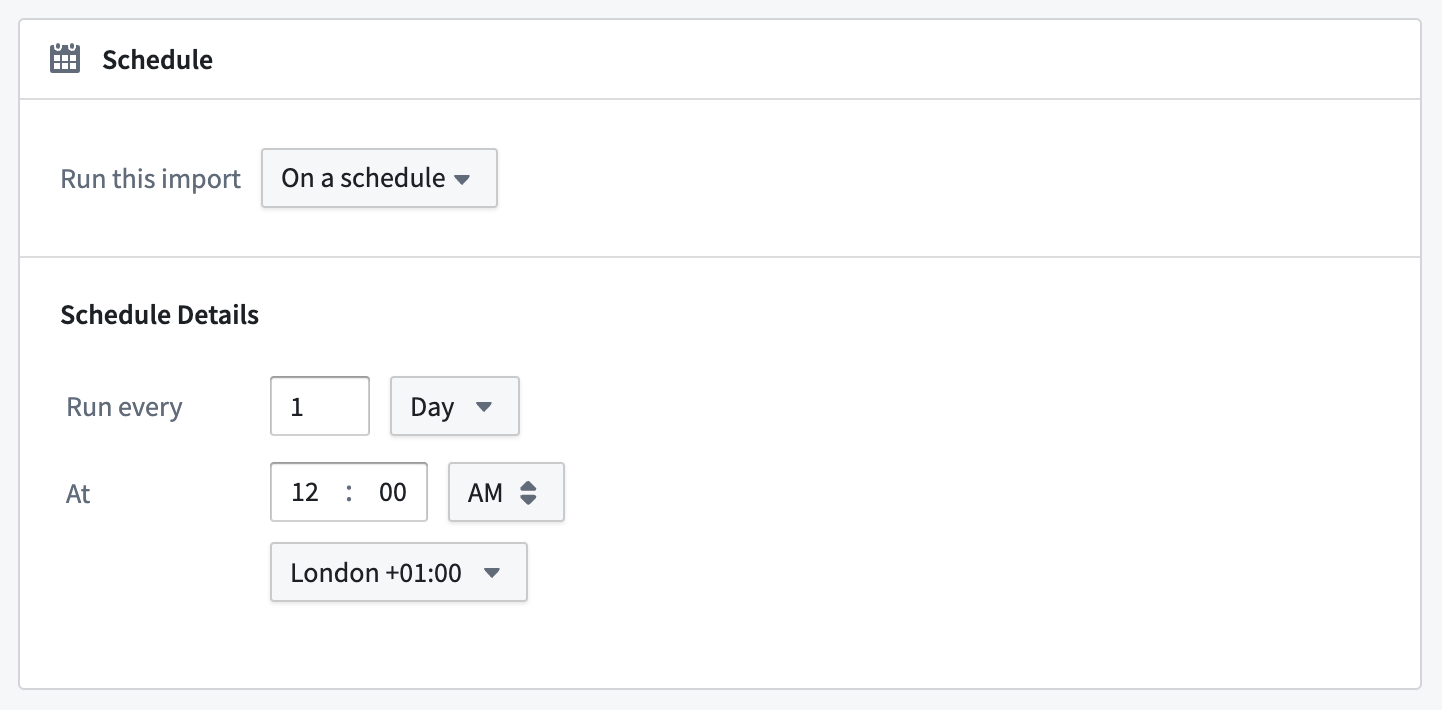 Schedule
Run this import On a schedule
Schedule Details
Run every 1 Day
At 12 : 00 AM
London +01:00